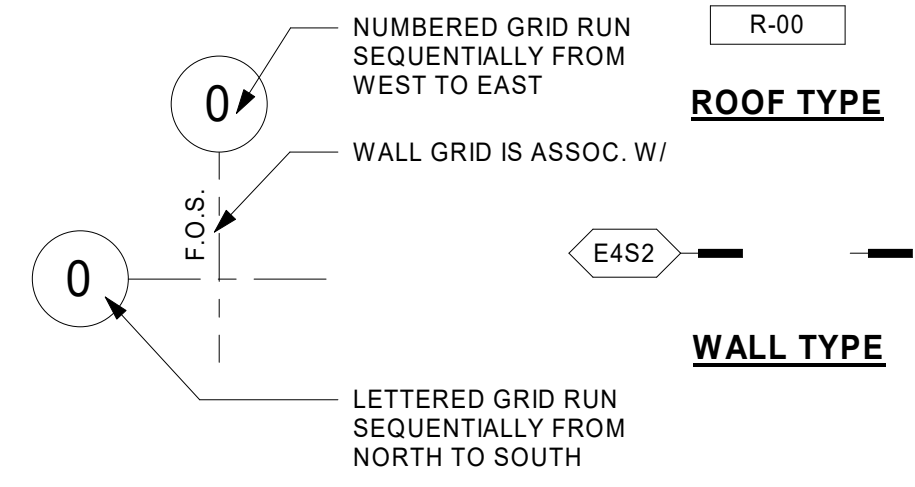 NUMBERED GRID RUN
SEQUENTIALLY FROM
WEST TO EAST
0
WALL GRID IS ASSOC. W/
F.O.S.
0
LETTERED GRID RUN
SEQUENTIALLY FROM
NORTH TO SOUTH
R-00
ROOF TYPE
E4S2
WALL TYPE